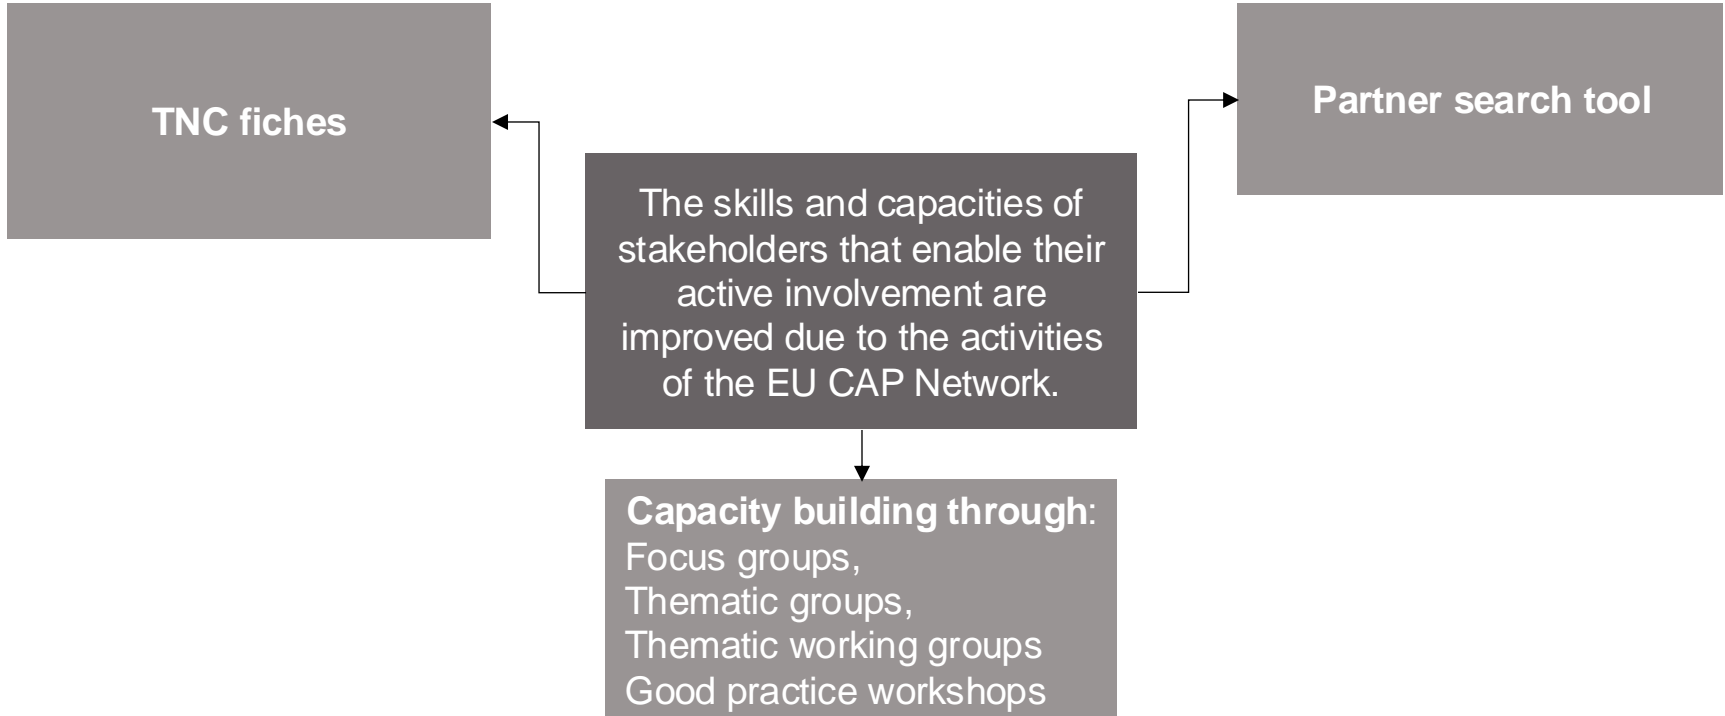 TNC fiches
Partner search tool
The skills and capacities of
stakeholders that enable their
active involvement are
improved due to the activities
of the EU CAP Network.
Capacity building through:
Focus groups,
Thematic groups,
Thematic working groups
Good practice workshops